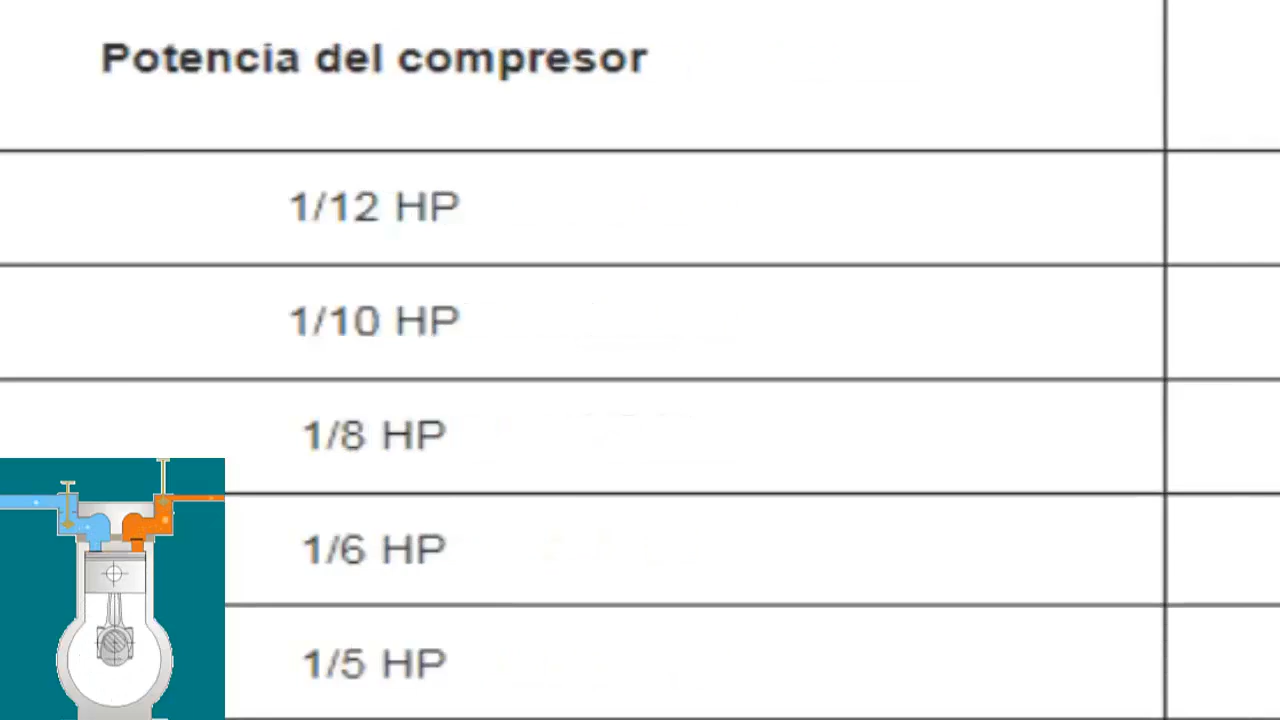 Potencia del compresor
1/12 HP
1/10 HP
1/8 HP
1/6 HP
1/5 HP